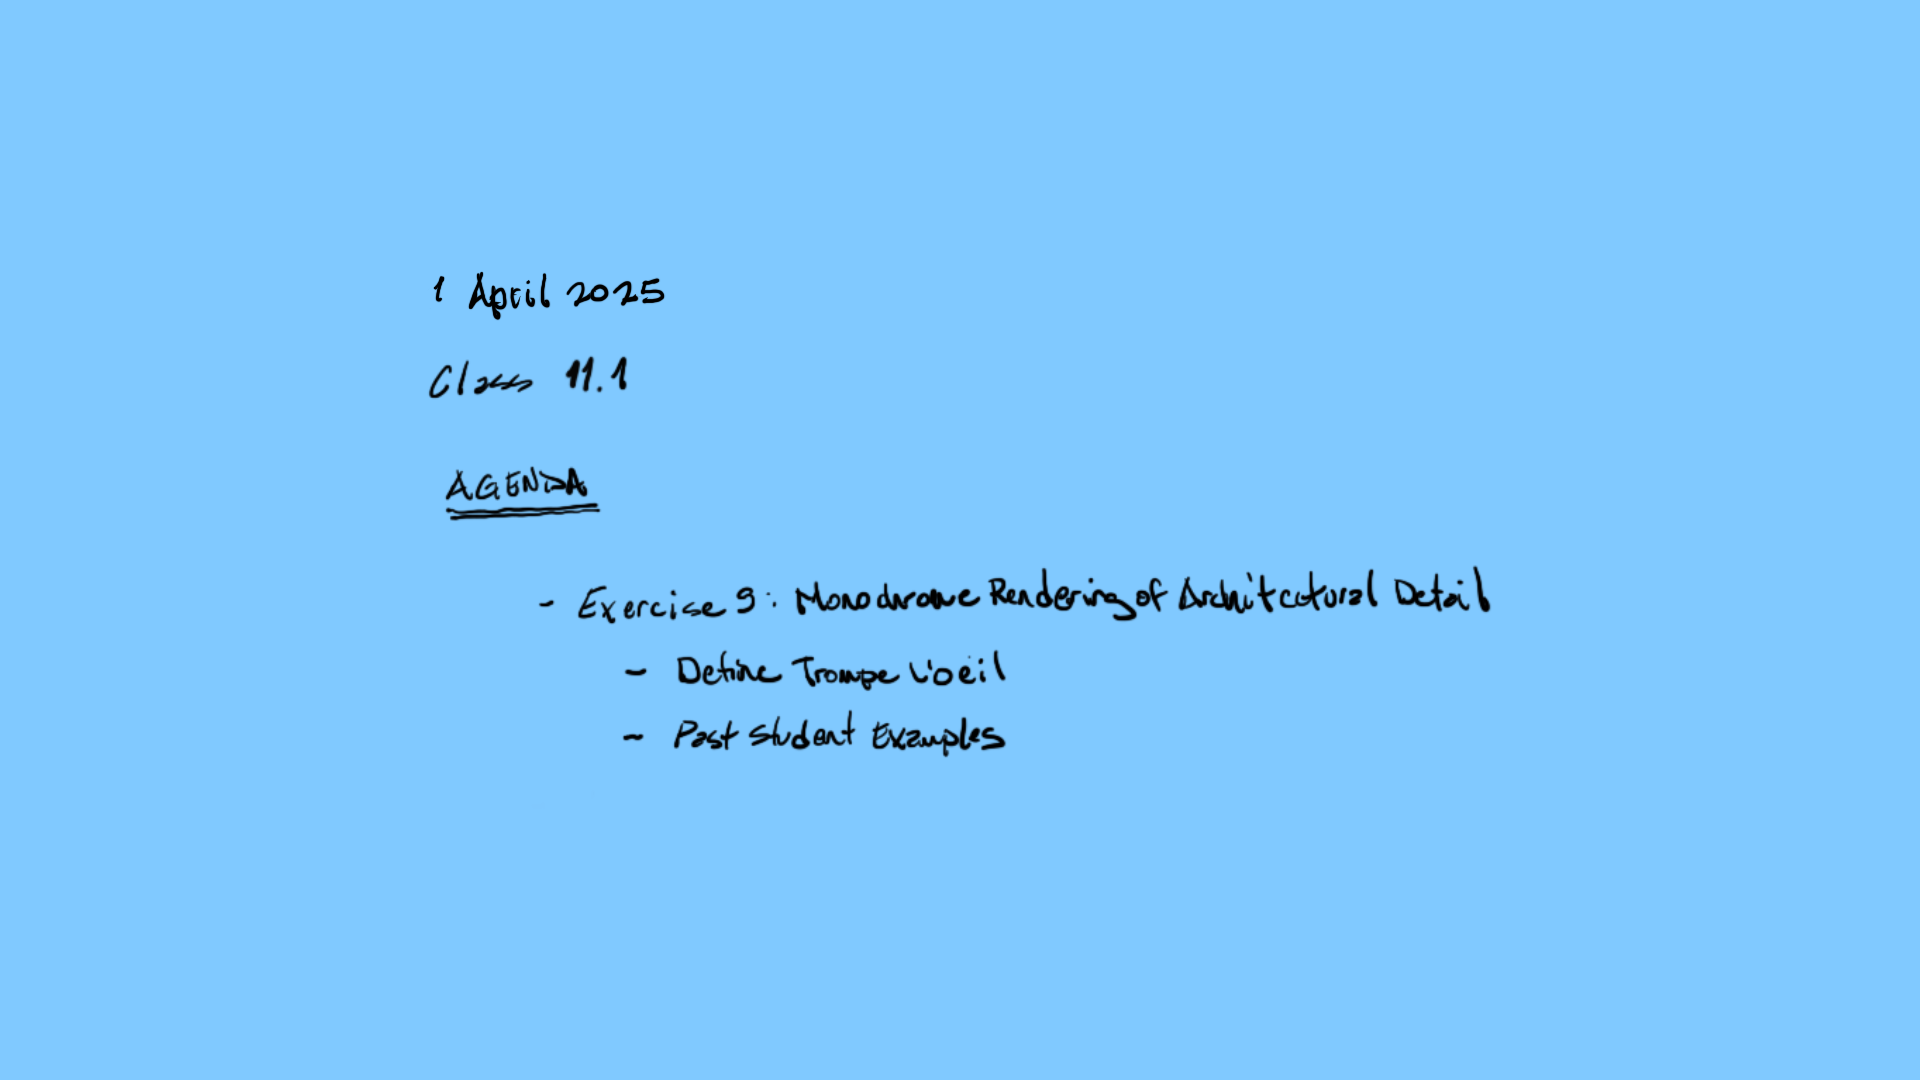 1 April 2025
Class 11.1
AGENDA
- Exercise 9: Monochrome Rendering of Architectural Detail
- Define Trompe L'oeil
- Past Student Examples